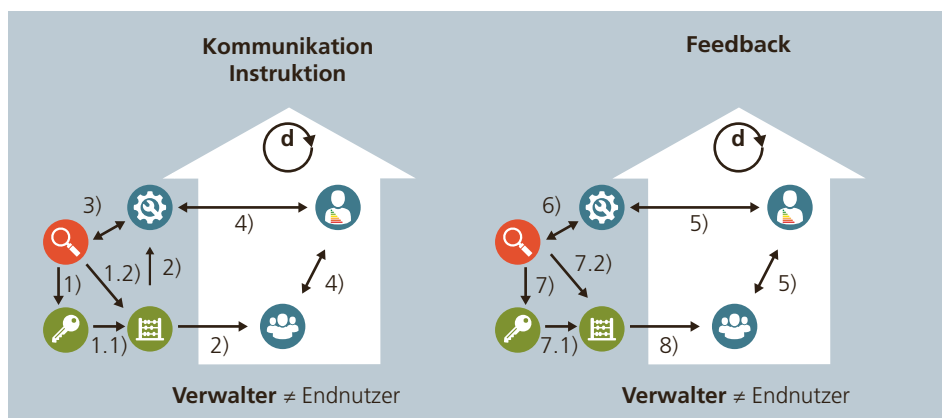 Kommunikation
Instruktion
d
3)
4)
1)
1.2)
2)
4)
1.1)
2)
Verwalter ≠ Endnutzer
Feedback
d
6)
5)
7)
7.2)
5)
7.1)
8)
Verwalter ≠ Endnutzer